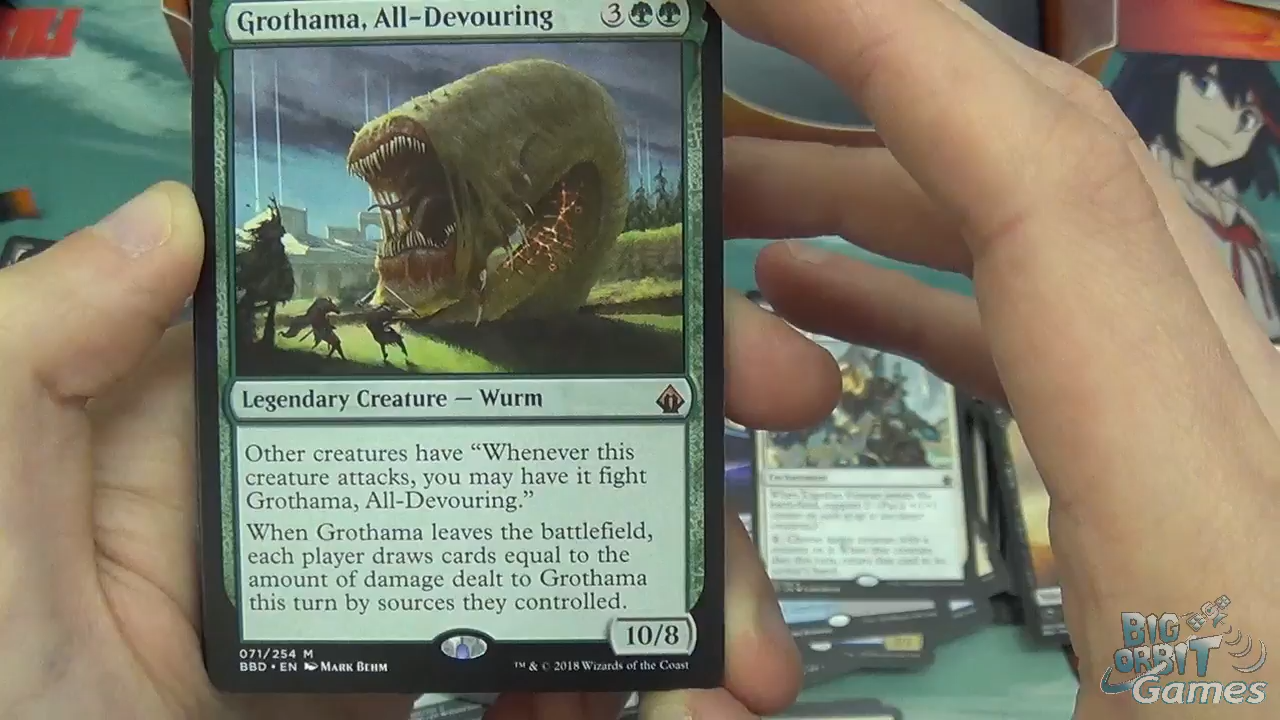 Grothama, All-Devouring 3
Legendary Creature — Wurm
Other creatures have “Whenever this
creature attacks, you may have it fight
Grothama, All-Devouring.”
When Grothama leaves the battlefield,
each player draws cards equal to the
amount of damage dealt to Grothama
this turn by sources they controlled.
10/8
071/254 M
BBD • EN MARK BEHM
™ & © 2018 Wizards of the Coast
Enchantment
BIG
ORBIT
Games